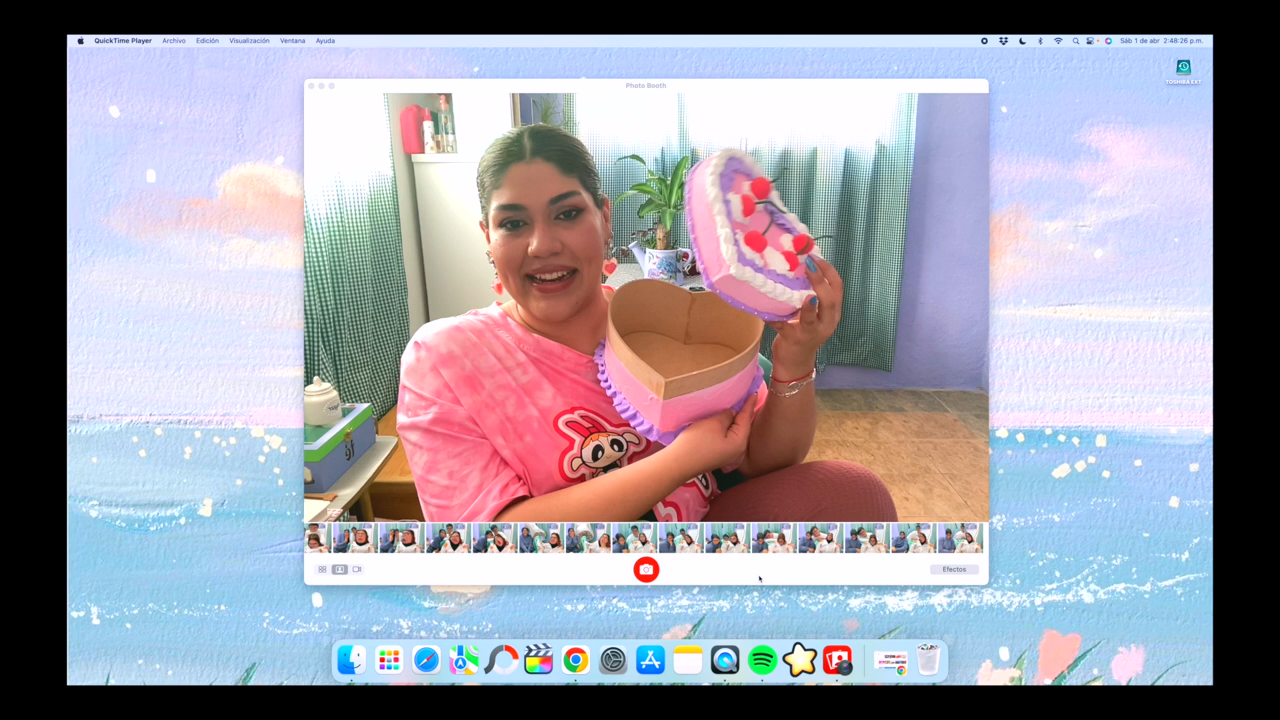 QuickTime Player Archivo Edición Visualización Ventana Ayuda
Sáb 1 de abr 2:48:26 p.m.
TOSHIBA EXT
Photo Booth
Efectos